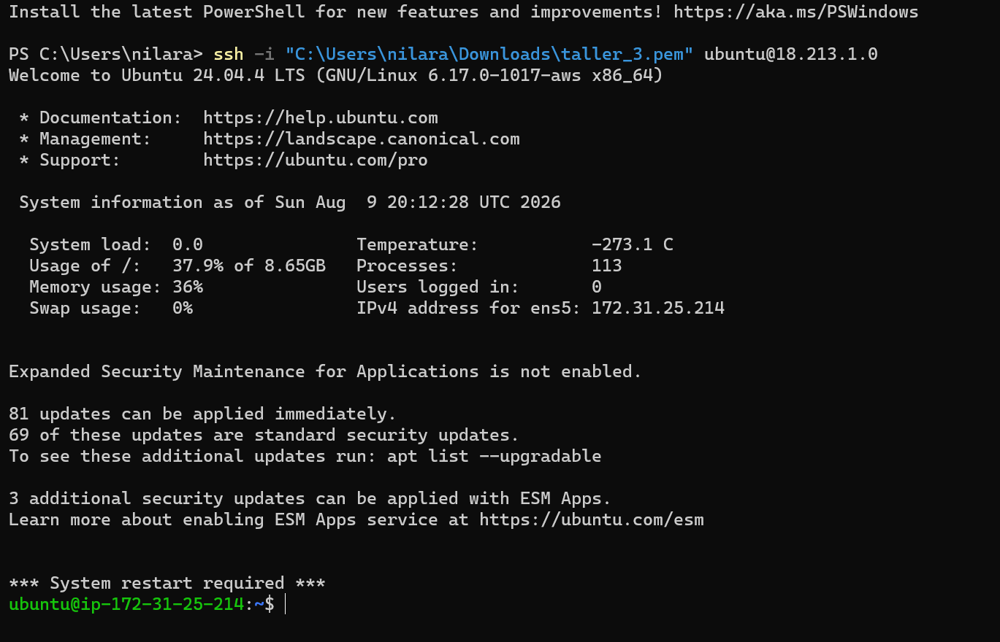 Install the latest PowerShell for new features and improvements! https://aka.ms/PSWindows
PS C:\Users\nilara> ssh -i "C:\Users\nilara\Downloads\taller_3.pem" ubuntu@18.213.1.0
Welcome to Ubuntu 24.04.4 LTS (GNU/Linux 6.17.0-1017-aws x86_64)
* Documentation:  https://help.ubuntu.com
* Management:     https://landscape.canonical.com
* Support:        https://ubuntu.com/pro
System information as of Sun Aug  9 20:12:28 UTC 2026
System load:  0.0               Temperature:           -273.1 C
Usage of /:   37.9% of 8.65GB   Processes:             113
Memory usage: 36%               Users logged in:       0
Swap usage:   0%                IPv4 address for ens5: 172.31.25.214
Expanded Security Maintenance for Applications is not enabled.
81 updates can be applied immediately.
69 of these updates are standard security updates.
To see these additional updates run: apt list --upgradable
3 additional security updates can be applied with ESM Apps.
Learn more about enabling ESM Apps service at https://ubuntu.com/esm
*** System restart required ***
ubuntu@ip-172-31-25-214:~$